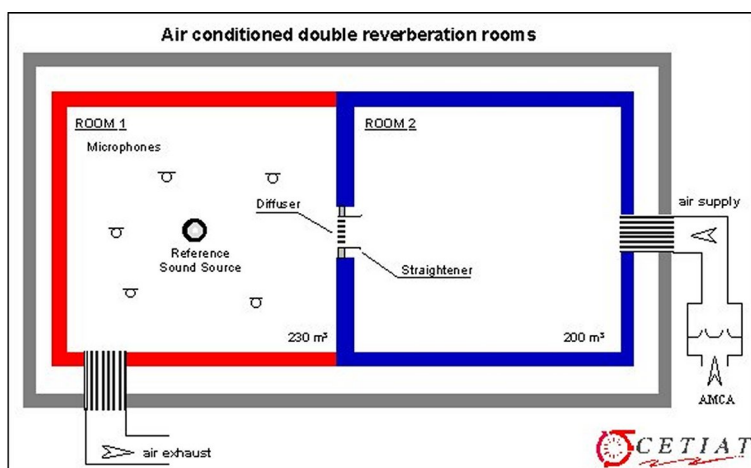 Air conditioned double reverberation rooms
ROOM 1
ROOM 2
Microphones
Diffuser
air supply
Reference
Sound Source
Straightener
230 m³
200 m³
AMCA
air exhaust
CETIAT